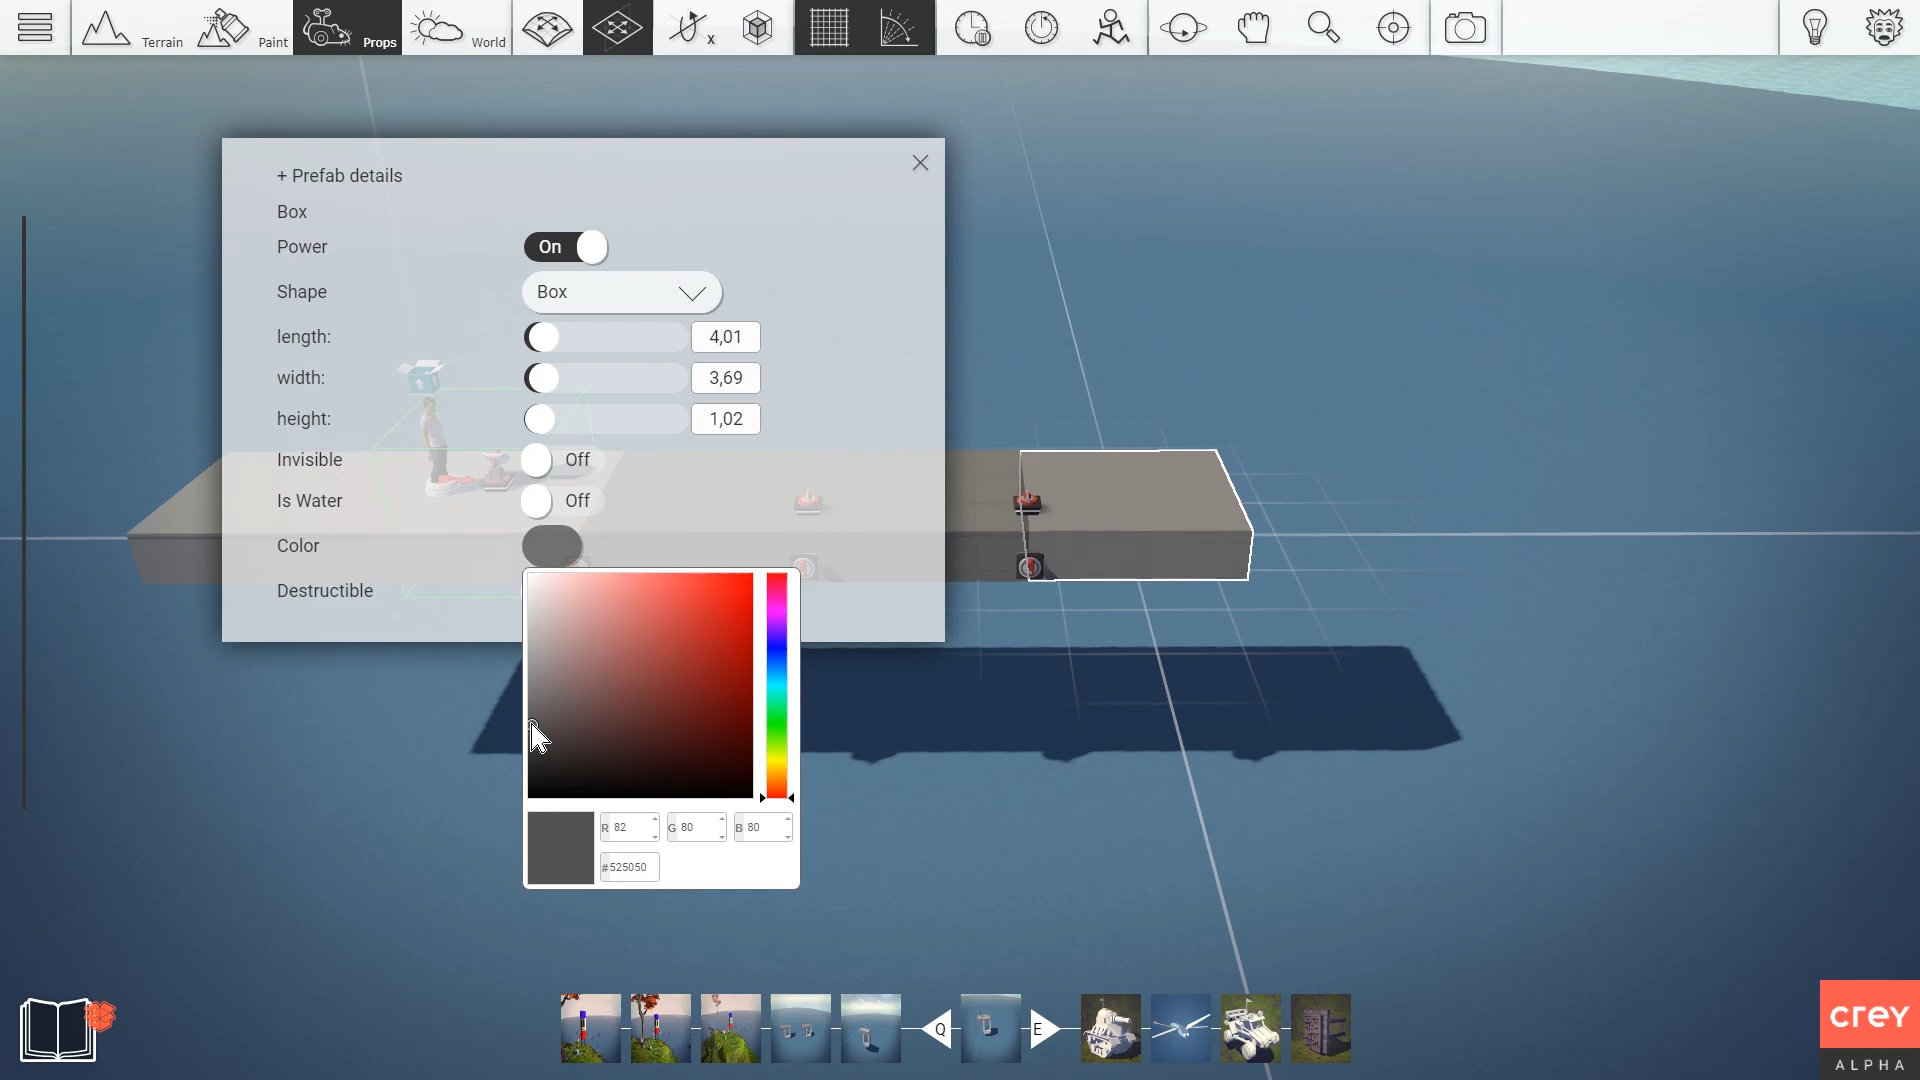 Terrain
Paint
Props
World
x
+ Prefab details
Box
Power On
Shape Box
length: 4,01
width: 3,69
height: 1,02
Invisible Off
Is Water Off
Color
Destructible
R 82 G 80 B 80
#525050
Q E
crey
ALPHA